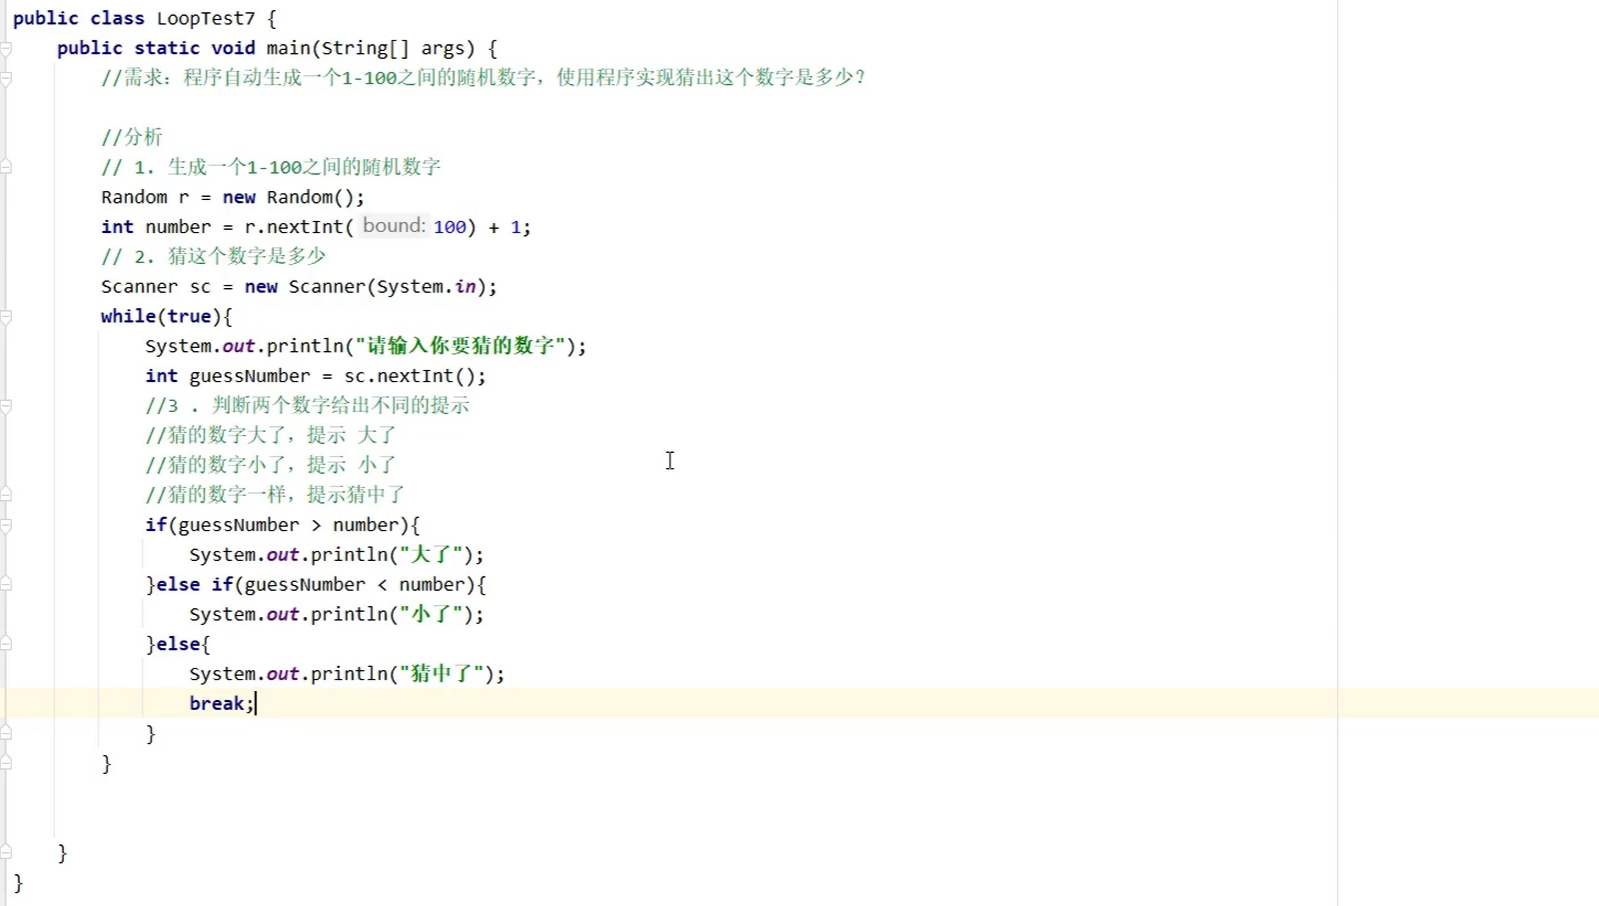 public class LoopTest7 {
public static void main(String[] args) {
//需求：程序自动生成一个1-100之间的随机数字，使用程序实现猜出这个数字是多少？
//分析
// 1. 生成一个1-100之间的随机数字
Random r = new Random();
int number = r.nextInt( bound: 100) + 1;
// 2. 猜这个数字是多少
Scanner sc = new Scanner(System.in);
while(true){
System.out.println("请输入你要猜的数字");
int guessNumber = sc.nextInt();
//3 . 判断两个数字给出不同的提示
//猜的数字大了，提示 大了
//猜的数字小了，提示 小了
//猜的数字一样，提示猜中了
if(guessNumber > number){
System.out.println("大了");
}else if(guessNumber < number){
System.out.println("小了");
}else{
System.out.println("猜中了");
break;
}
}
}
}